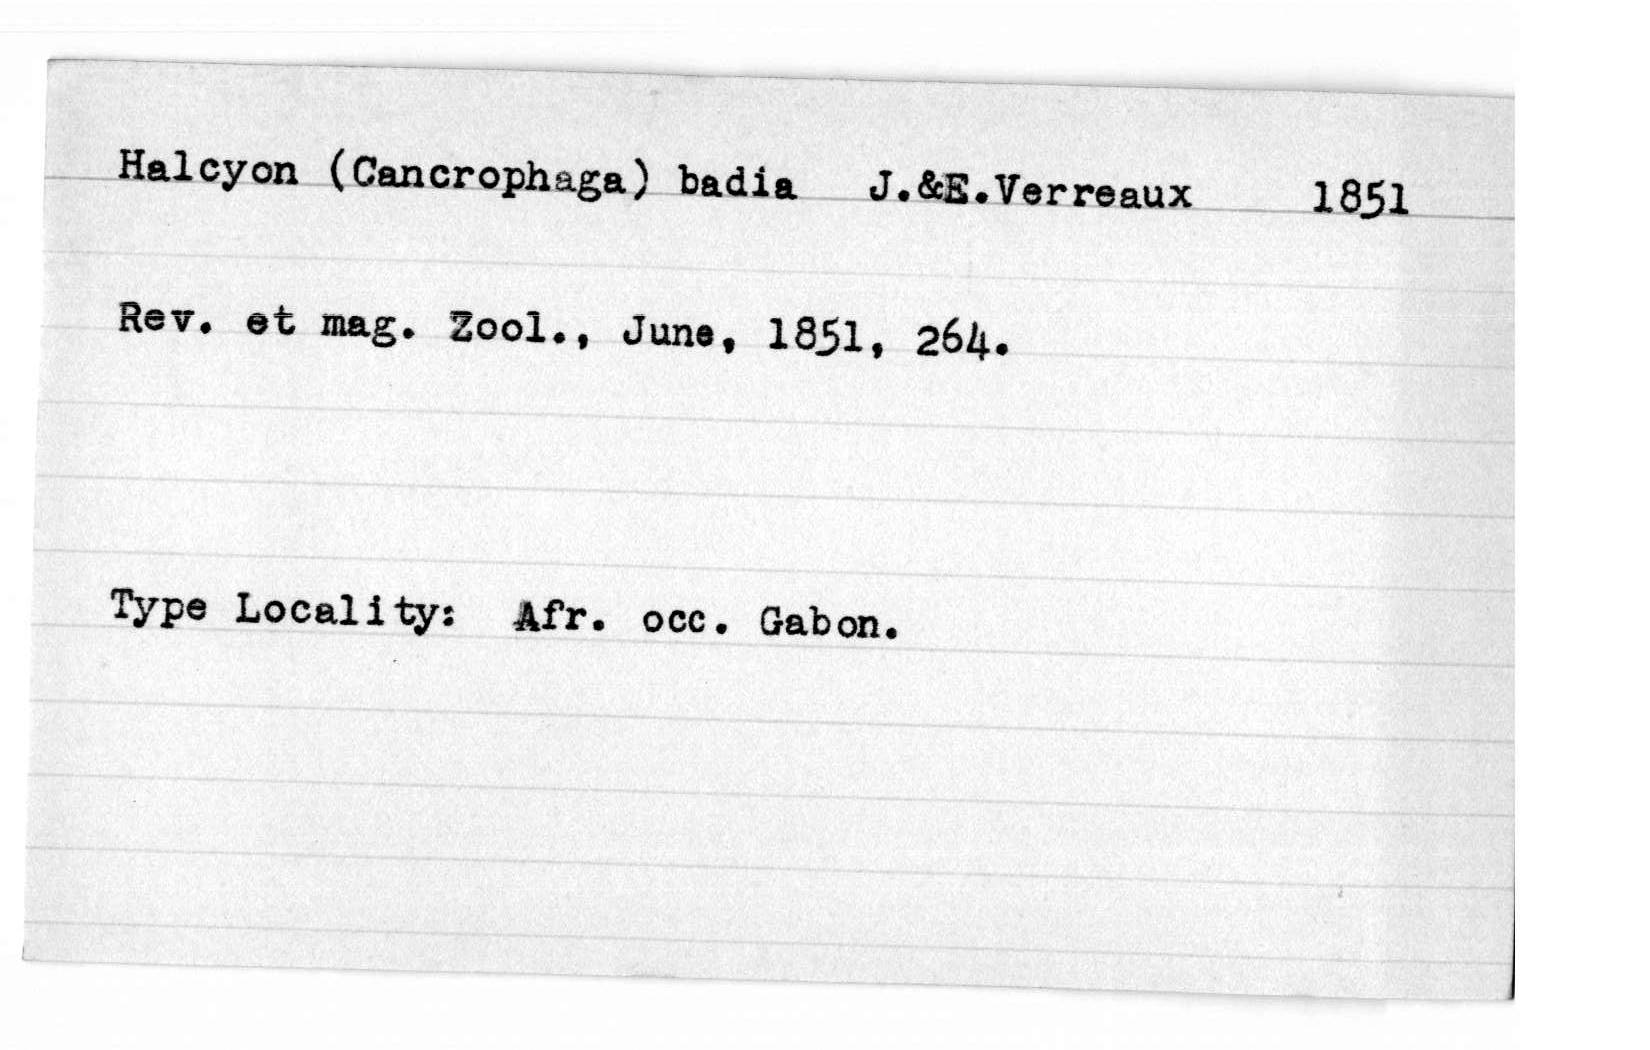 Halcyon (Cancrophaga) badia J.&E.Verreaux 1851
Rev. et mag. Zool., June, 1851, 264.
Type Locality: Afr. occ. Gabon.